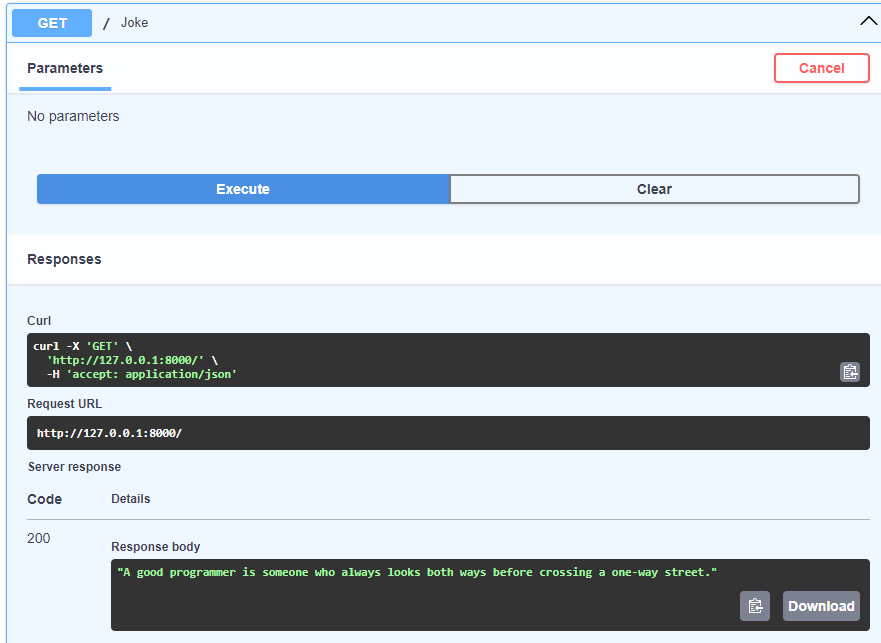 GET / Joke
Parameters
Cancel
No parameters
Execute
Clear
Responses
Curl
curl -X 'GET' \
  'http://127.0.0.1:8000/' \
  -H 'accept: application/json'
Request URL
http://127.0.0.1:8000/
Server response
Code Details
200
Response body
"A good programmer is someone who always looks both ways before crossing a one-way street."
Download